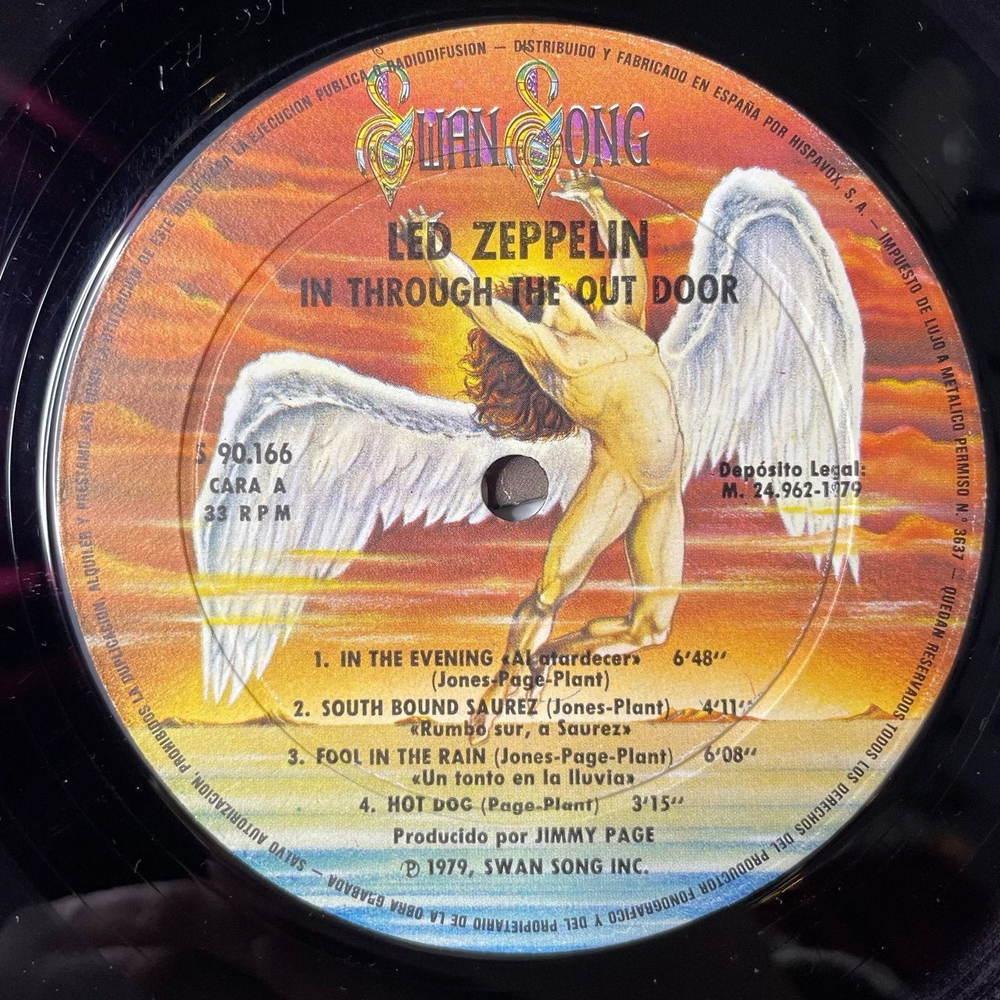 SWAN SONG
LED ZEPPELIN
IN THROUGH THE OUT DOOR
S 90.166
CARA A
33 RPM
Depósito Legal:
M. 24.962-1979
1. IN THE EVENING «Al atardecer» 6'48''
(Jones-Page-Plant)
2. SOUTH BOUND SAUREZ (Jones-Plant) 4'11''
«Rumbo sur, a Saurez»
3. FOOL IN THE RAIN (Jones-Page-Plant) 6'08''
«Un tonto en la lluvia»
4. HOT DOG (Page-Plant) 3'15''
Producido por JIMMY PAGE
℗ 1979, SWAN SONG INC.
DISTRIBUIDO Y FABRICADO EN ESPAÑA POR HISPAVOX, S. A. — IMPUESTO DE LUJO A METALICO PERMISO N.º 3637 — QUEDAN RESERVADOS TODOS LOS DERECHOS DEL PRODUCTOR FONOGRAFICO Y DEL PROPIETARIO DE LA OBRA GRABADA — SALVO AUTORIZACION, PROHIBIDOS LA DUPLICACION, ALQUILER Y PRESTAMO, ASI COMO LA UTILIZACION DE ESTE DISCO PARA LA EJECUCION PUBLICA O RADIODIFUSION —